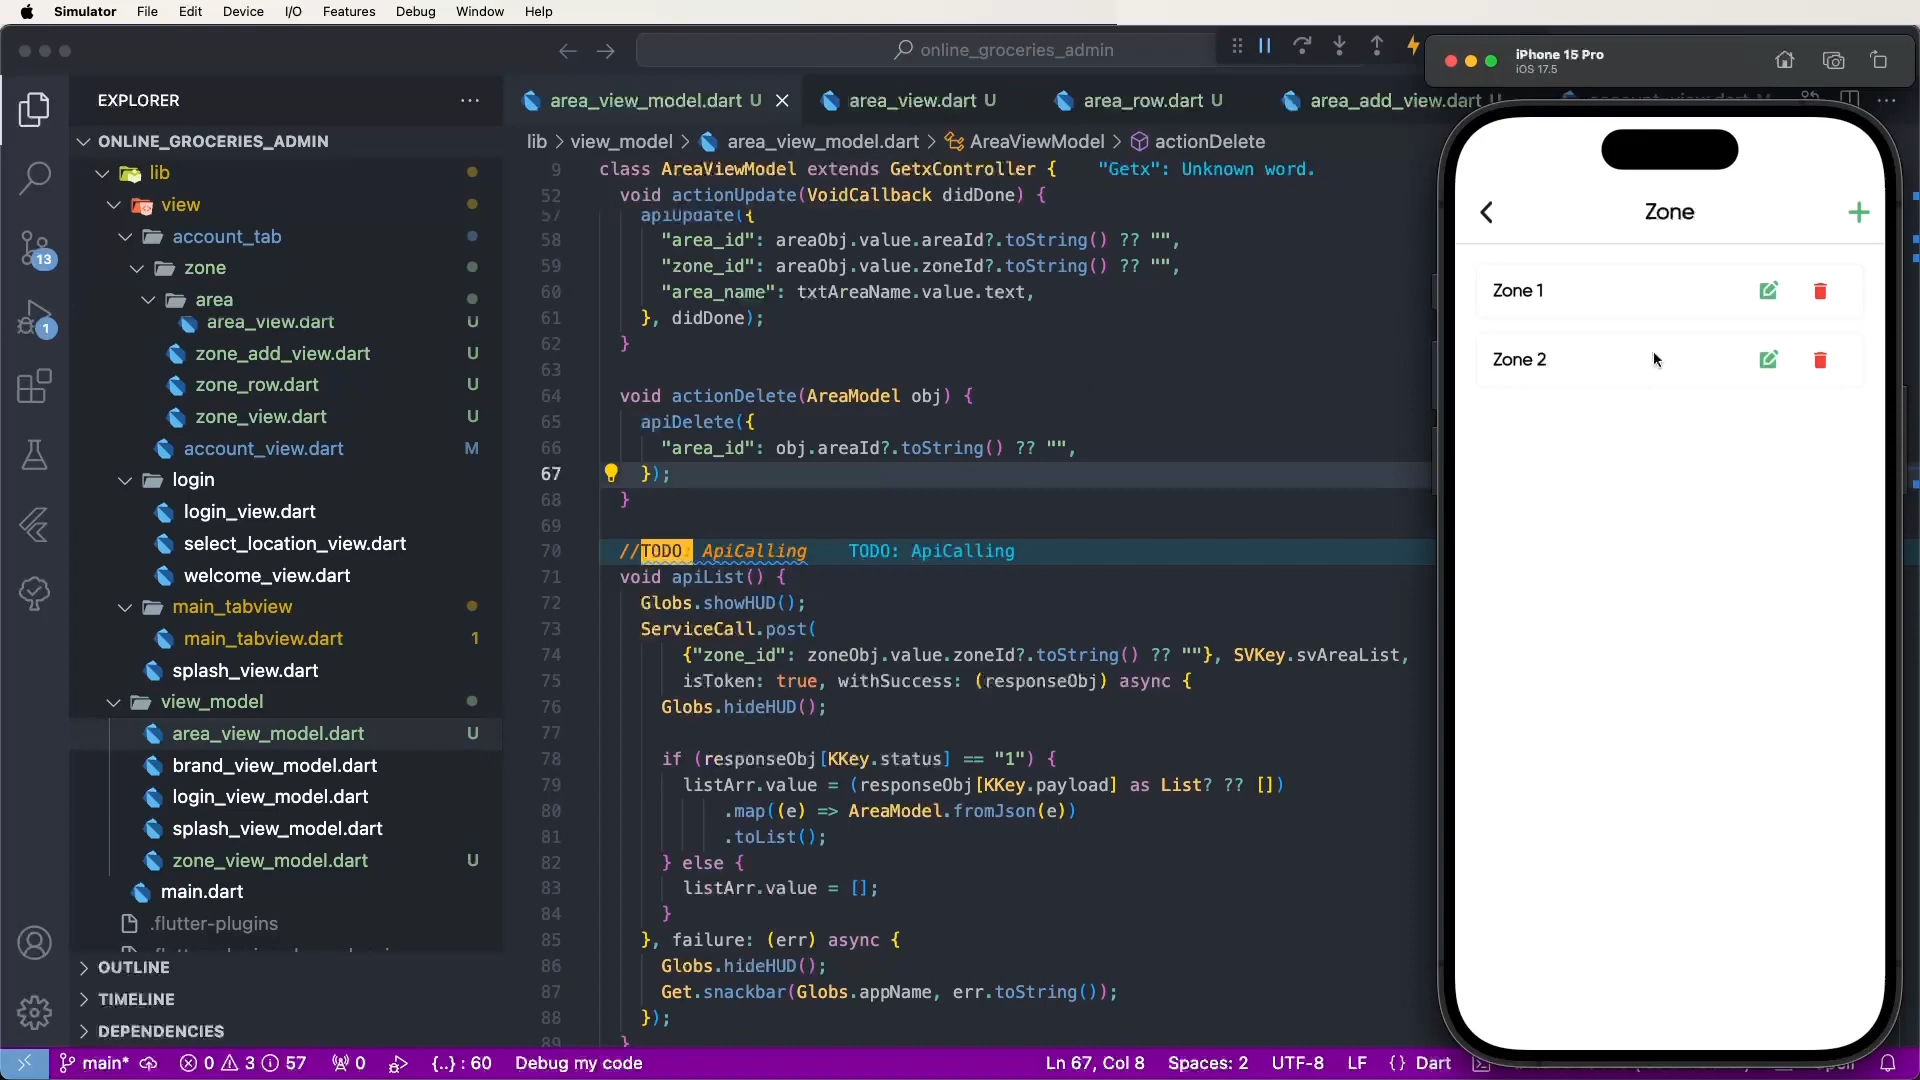 Simulator File Edit Device I/O Features Debug Window Help
online_groceries_admin
iPhone 15 Pro
iOS 17.5
EXPLORER
area_view_model.dart U
area_view.dart U
area_row.dart U
area_add_view.dart U
ONLINE_GROCERIES_ADMIN
lib > view_model > area_view_model.dart > AreaViewModel > actionDelete
lib
view
account_tab
zone
area
area_view.dart U
zone_add_view.dart U
zone_row.dart U
zone_view.dart U
account_view.dart M
login
login_view.dart
select_location_view.dart
welcome_view.dart
main_tabview
main_tabview.dart 1
splash_view.dart
view_model
area_view_model.dart U
brand_view_model.dart
login_view_model.dart
splash_view_model.dart
zone_view_model.dart U
main.dart
.flutter-plugins
OUTLINE
TIMELINE
DEPENDENCIES
13
1
9 class AreaViewModel extends GetxController { "Getx": Unknown word.
52 void actionUpdate(VoidCallback didDone) {
57 apiUpdate({
58 "area_id": areaObj.value.areaId?.toString() ?? "",
59 "zone_id": areaObj.value.zoneId?.toString() ?? "",
60 "area_name": txtAreaName.value.text,
61 }, didDone);
62 }
63
64 void actionDelete(AreaModel obj) {
65 apiDelete({
66 "area_id": obj.areaId?.toString() ?? "",
67 });
68 }
69
70 //TODO: ApiCalling TODO: ApiCalling
71 void apiList() {
72 Globs.showHUD();
73 ServiceCall.post(
74 {"zone_id": zoneObj.value.zoneId?.toString() ?? ""}, SVKey.svAreaList,
75 isToken: true, withSuccess: (responseObj) async {
76 Globs.hideHUD();
77
78 if (responseObj[KKey.status] == "1") {
79 listArr.value = (responseObj[KKey.payload] as List? ?? [])
80 .map((e) => AreaModel.fromJson(e))
81 .toList();
82 } else {
83 listArr.value = [];
84 }
85 }, failure: (err) async {
86 Globs.hideHUD();
87 Get.snackbar(Globs.appName, err.toString());
88 });
89 }
Zone
Zone 1
Zone 2
main* 0 3 57 0 {..} : 60 Debug my code
Ln 67, Col 8 Spaces: 2 UTF-8 LF {} Dart